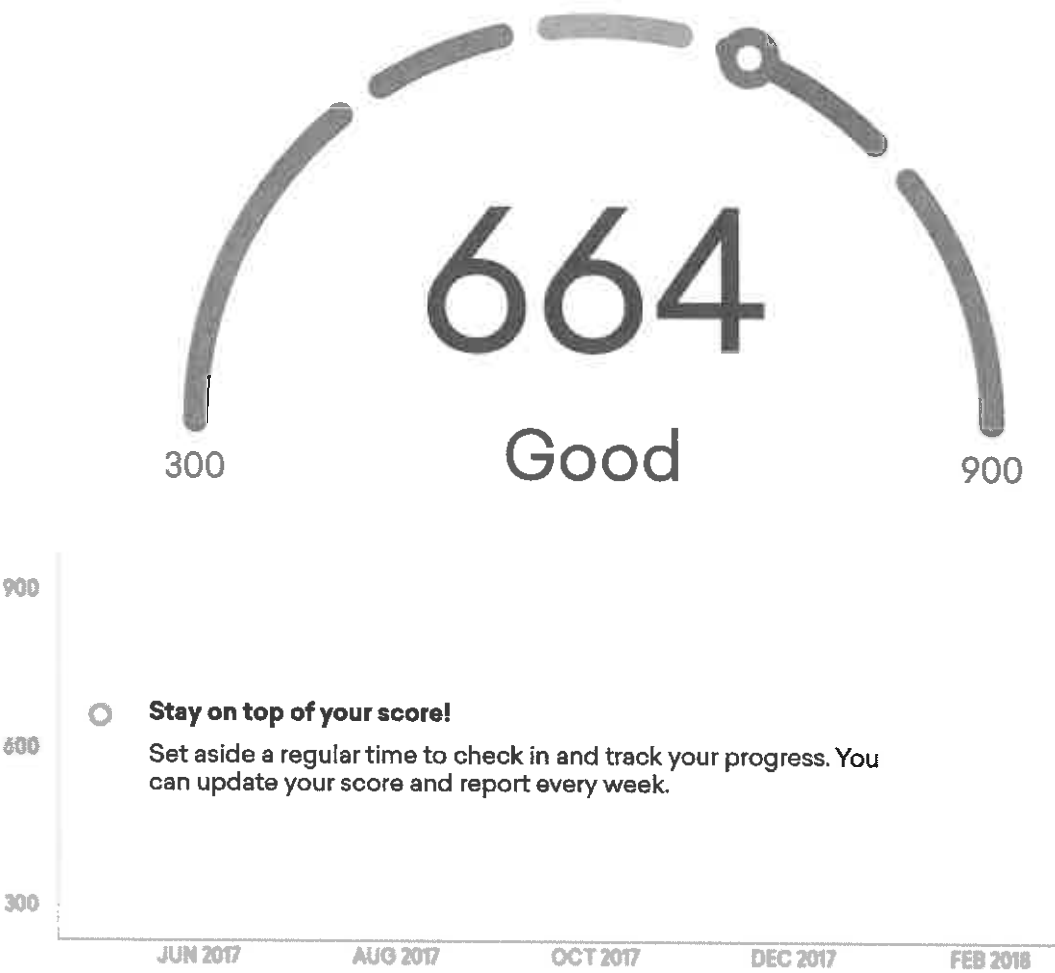 664
Good
300
900
900
Stay on top of your score!
600
Set aside a regular time to check in and track your progress. You
can update your score and report every week.
300
JUN 2017 AUG 2017 OCT 2017 DEC 2017 FEB 2018